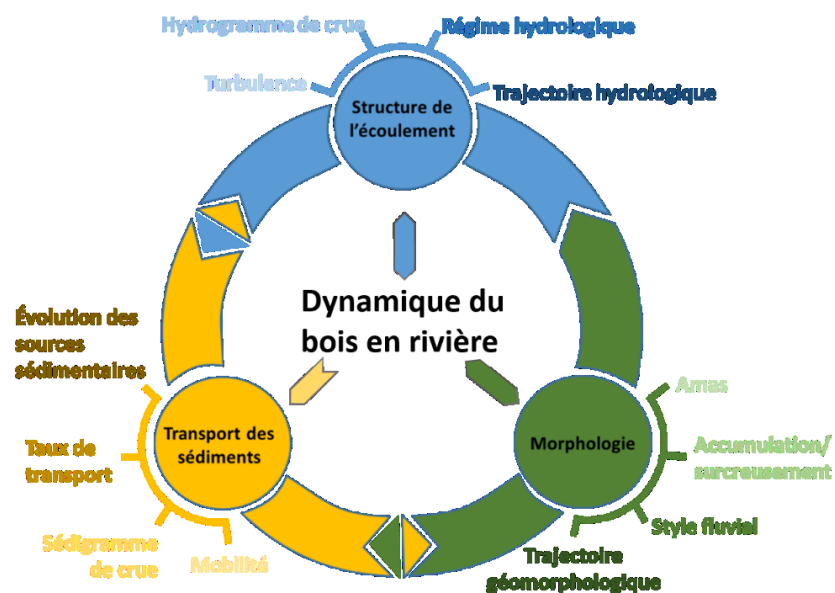 Hydrogramme de crue
Régime hydrologique
Turbulence
Trajectoire hydrologique
Structure de
l'écoulement
Dynamique du
bois en rivière
Évolution des
sources
sédimentaires
Taux de
transport
Sédigramme
de crue
Mobilité
Transport des
sédiments
Morphologie
Amas
Accumulation/
surcreusement
Style fluvial
Trajectoire
géomorphologique